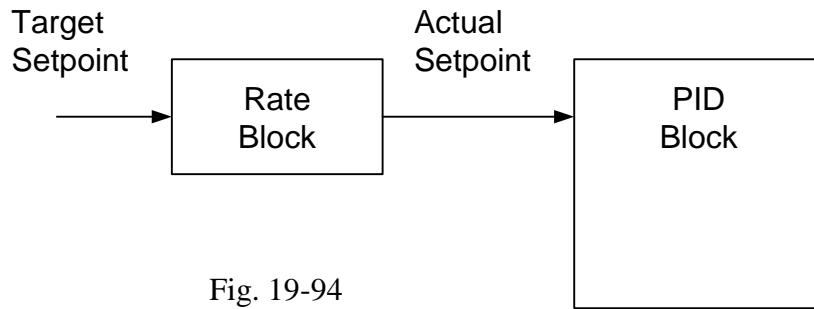 Target
Setpoint
Actual
Setpoint
Rate
Block
PID
Block
Fig. 19-94